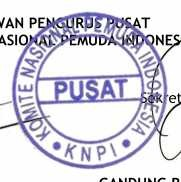 WAN PENGURUS PUSAT
ASIONAL PEMUDA INDONES
KOMITE NASIONAL PEMUDA INDONESIA
PUSAT
• KNPI •
Sekret